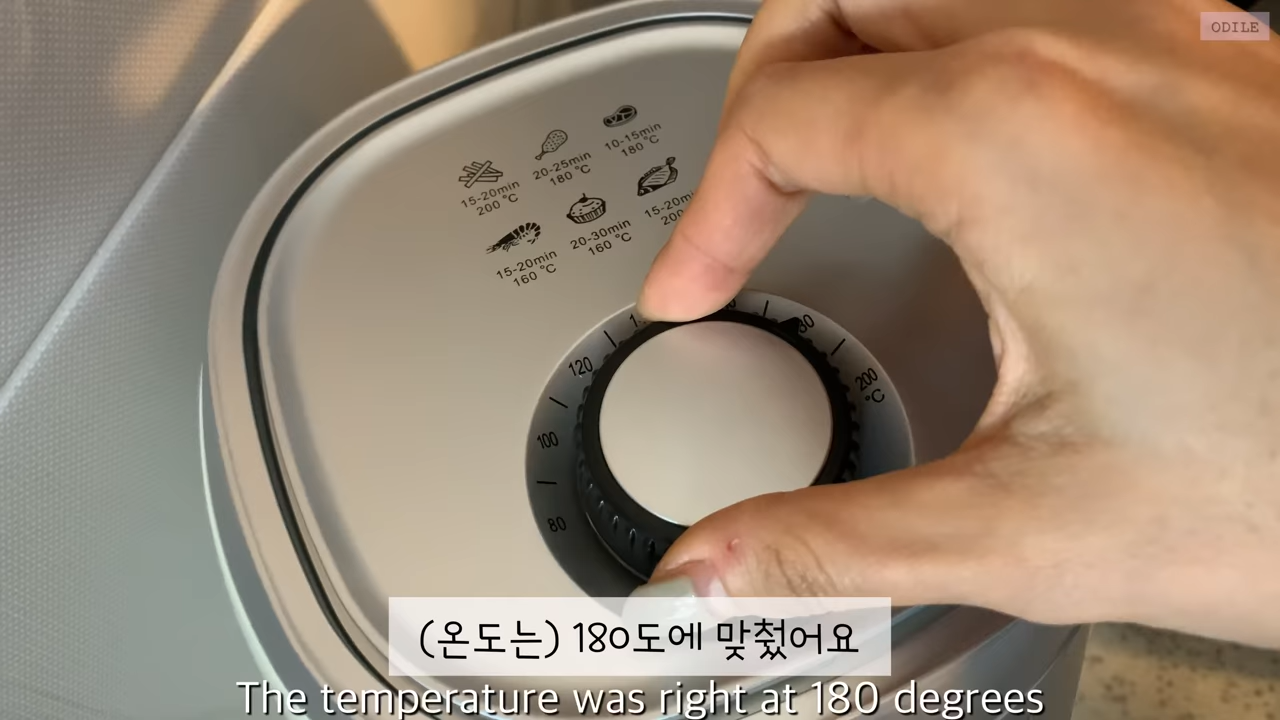 ODILE
10-15min
180 °C
20-25min
180 °C
15-20min
200 °C
20-30min
160 °C
15-20min
160 °C
120
100
80
200
°C
(온도는) 180도에 맞췄어요
The temperature was right at 180 degrees